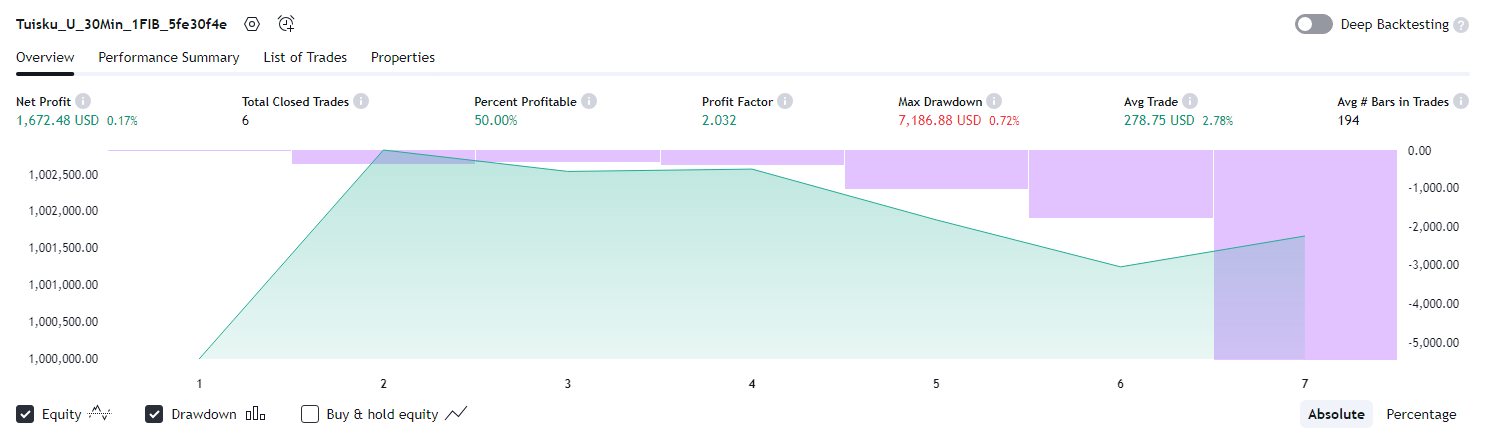 Tuisku_U_30Min_1FIB_5fe30f4e
Deep Backtesting ?
Overview Performance Summary List of Trades Properties
Net Profit i Total Closed Trades i Percent Profitable i Profit Factor i Max Drawdown i Avg Trade i Avg # Bars in Trades i
1,672.48 USD 0.17% 6 50.00% 2.032 7,186.88 USD 0.72% 278.75 USD 2.78% 194
0.00
1,002,500.00 -1,000.00
1,002,000.00 -2,000.00
1,001,500.00 -3,000.00
1,001,000.00 -4,000.00
1,000,500.00 -5,000.00
1,000,000.00
1 2 3 4 5 6 7
Equity Drawdown Buy & hold equity Absolute Percentage